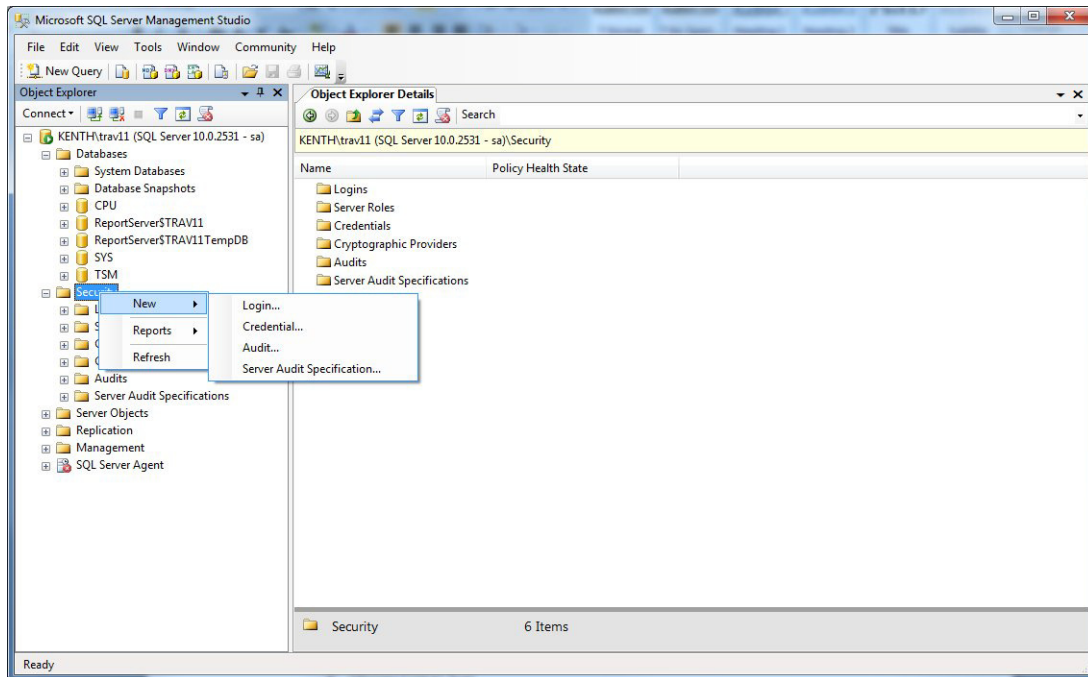 Microsoft SQL Server Management Studio
File Edit View Tools Window Community Help
New Query
Object Explorer
Connect
KENTH\trav11 (SQL Server 10.0.2531 - sa)
Databases
System Databases
Database Snapshots
CPU
ReportServer$TRAV11
ReportServer$TRAV11TempDB
SYS
TSM
Security
Audits
Server Audit Specifications
Server Objects
Replication
Management
SQL Server Agent
New
Reports
Refresh
Login...
Credential...
Audit...
Server Audit Specification...
Object Explorer Details
Search
KENTH\trav11 (SQL Server 10.0.2531 - sa)\Security
Name Policy Health State
Logins
Server Roles
Credentials
Cryptographic Providers
Audits
Server Audit Specifications
Security 6 Items
Ready